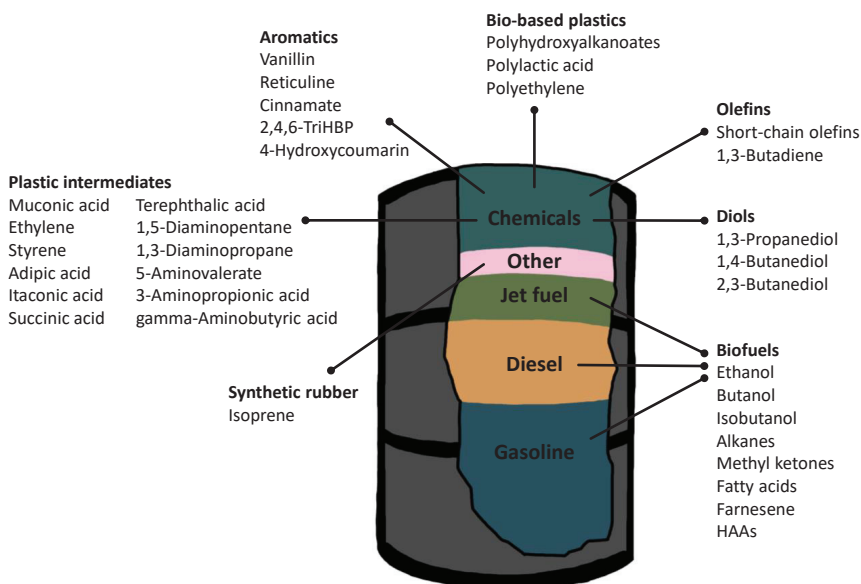 Bio-based plastics
Polyhydroxyalkanoates
Polylactic acid
Polyethylene
Aromatics
Vanillin
Reticuline
Cinnamate
2,4,6-TriHBP
4-Hydroxycoumarin
Olefins
Short-chain olefins
1,3-Butadiene
Plastic intermediates
Muconic acid Terephthalic acid
Ethylene 1,5-Diaminopentane
Styrene 1,3-Diaminopropane
Adipic acid 5-Aminovalerate
Itaconic acid 3-Aminopropionic acid
Succinic acid gamma-Aminobutyric acid
Chemicals
Other
Jet fuel
Diesel
Gasoline
Diols
1,3-Propanediol
1,4-Butanediol
2,3-Butanediol
Synthetic rubber
Isoprene
Biofuels
Ethanol
Butanol
Isobutanol
Alkanes
Methyl ketones
Fatty acids
Farnesene
HAAs